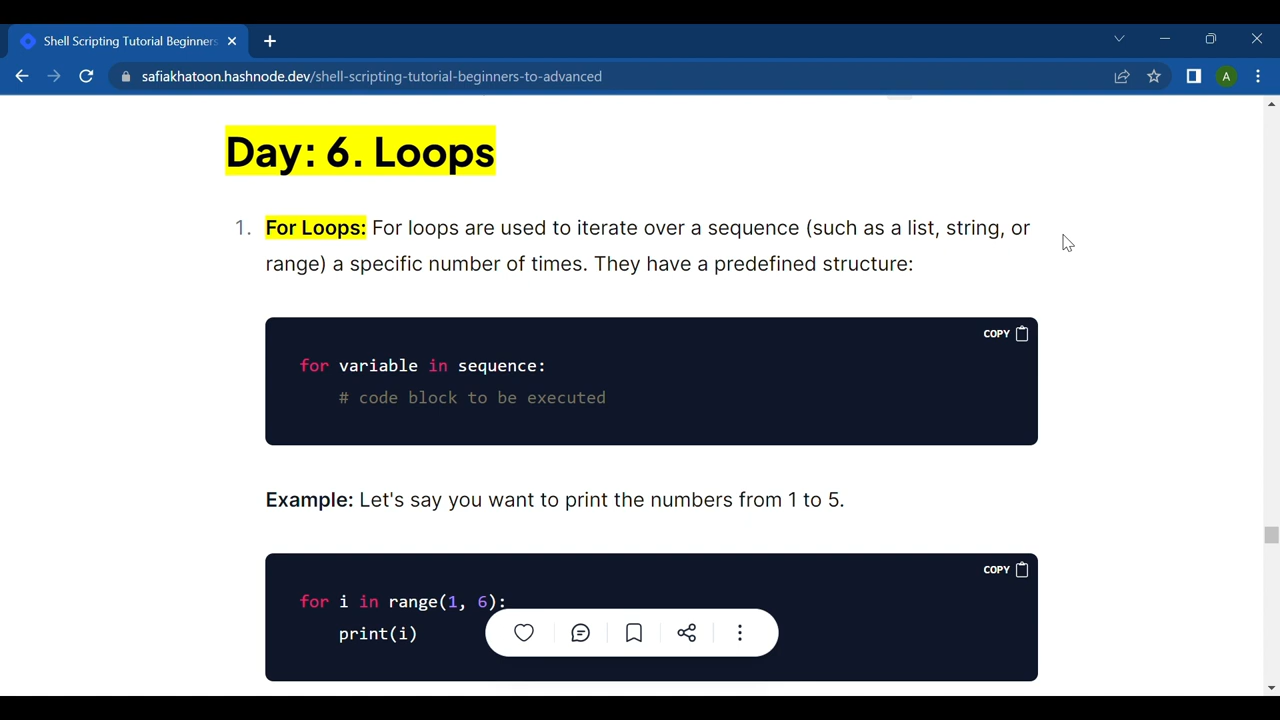 Shell Scripting Tutorial Beginners
safiakhatoon.hashnode.dev/shell-scripting-tutorial-beginners-to-advanced
A
Day: 6. Loops
1. For Loops: For loops are used to iterate over a sequence (such as a list, string, or
range) a specific number of times. They have a predefined structure:
COPY
for variable in sequence:
# code block to be executed
Example: Let's say you want to print the numbers from 1 to 5.
COPY
for i in range(1, 6):
print(i)